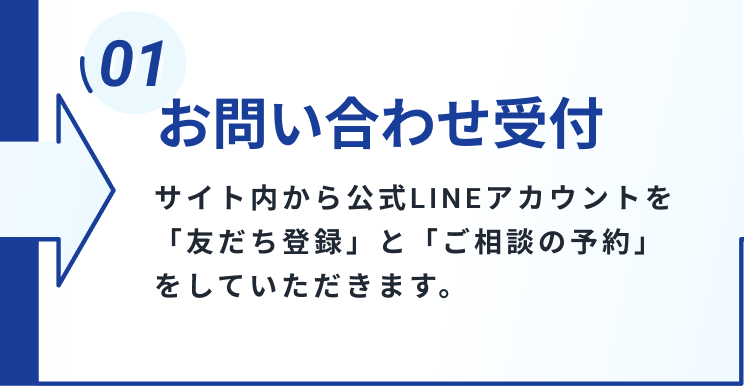 01
お問い合わせ受付
サイト内から公式LINEアカウントを
「友だち登録」と「ご相談の予約」
をしていただきます。